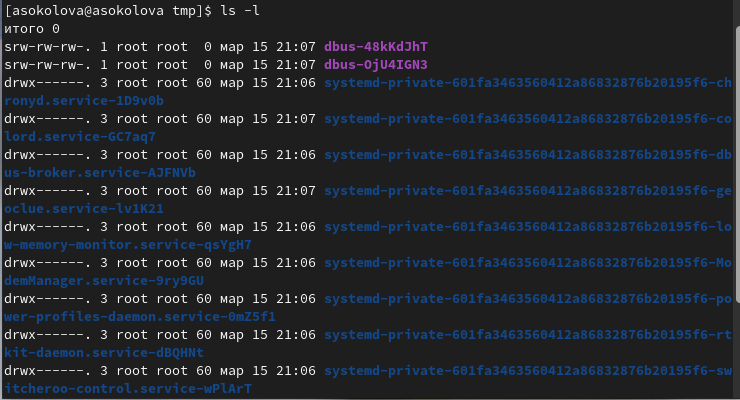 [asokolova@asokolova tmp]$ ls -l
итого 0
srw-rw-rw-. 1 root root  0 мар 15 21:07 dbus-48kKdJhT
srw-rw-rw-. 1 root root  0 мар 15 21:07 dbus-OjU4IGN3
drwx------. 3 root root 60 мар 15 21:06 systemd-private-601fa3463560412a86832876b20195f6-ch
ronyd.service-1D9v0b
drwx------. 3 root root 60 мар 15 21:07 systemd-private-601fa3463560412a86832876b20195f6-co
lord.service-GC7aq7
drwx------. 3 root root 60 мар 15 21:06 systemd-private-601fa3463560412a86832876b20195f6-db
us-broker.service-AJFNVb
drwx------. 3 root root 60 мар 15 21:07 systemd-private-601fa3463560412a86832876b20195f6-ge
oclue.service-lv1K21
drwx------. 3 root root 60 мар 15 21:06 systemd-private-601fa3463560412a86832876b20195f6-lo
w-memory-monitor.service-qsYgH7
drwx------. 3 root root 60 мар 15 21:06 systemd-private-601fa3463560412a86832876b20195f6-Mo
demManager.service-9ry9GU
drwx------. 3 root root 60 мар 15 21:06 systemd-private-601fa3463560412a86832876b20195f6-po
wer-profiles-daemon.service-0mZ5f1
drwx------. 3 root root 60 мар 15 21:06 systemd-private-601fa3463560412a86832876b20195f6-rt
kit-daemon.service-dBQHNt
drwx------. 3 root root 60 мар 15 21:06 systemd-private-601fa3463560412a86832876b20195f6-sw
itcheroo-control.service-wPlArT